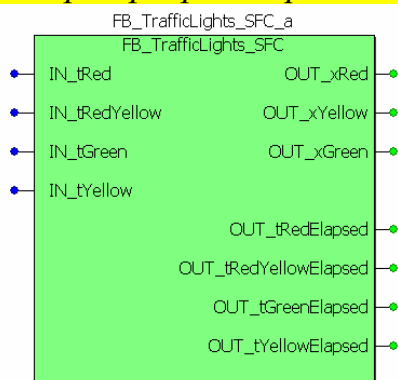 FB_TrafficLights_SFC_a
FB_TrafficLights_SFC
IN_tRed OUT_xRed
IN_tRedYellow OUT_xYellow
IN_tGreen OUT_xGreen
IN_tYellow
OUT_tRedElapsed
OUT_tRedYellowElapsed
OUT_tGreenElapsed
OUT_tYellowElapsed